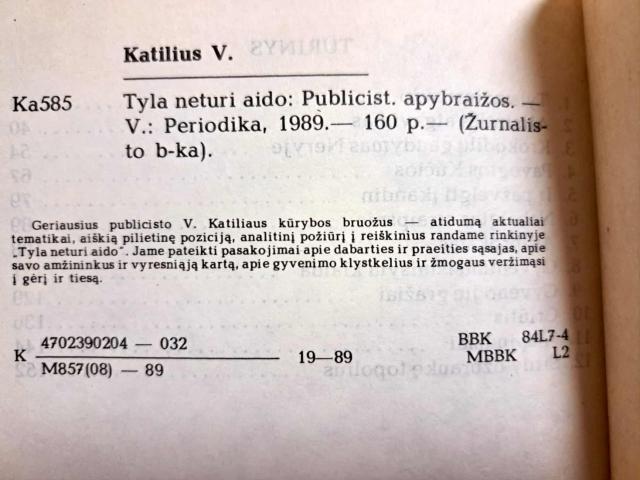 Katilius V.
Ka585 Tyla neturi aido: Publicist. apybraižos. —
V.: Periodika, 1989.— 160 p.— (Žurnalis-
to b-ka).
Geriausius publicisto V. Katiliaus kūrybos bruožus — atidumą aktualiai
tematikai, aiškią pilietinę poziciją, analitinį požiūrį į reiškinius randame rinkinyje
„Tyla neturi aido“. Jame pateikti pasakojimai apie dabarties ir praeities sąsajas, apie
savo amžininkus ir vyresniąją kartą, apie gyvenimo klystkelius ir žmogaus veržimąsi
į gėrį ir tiesą.
K 4702390204 — 032
M857(08) — 89
19—89
BBK 84L7-4
MBBK L2